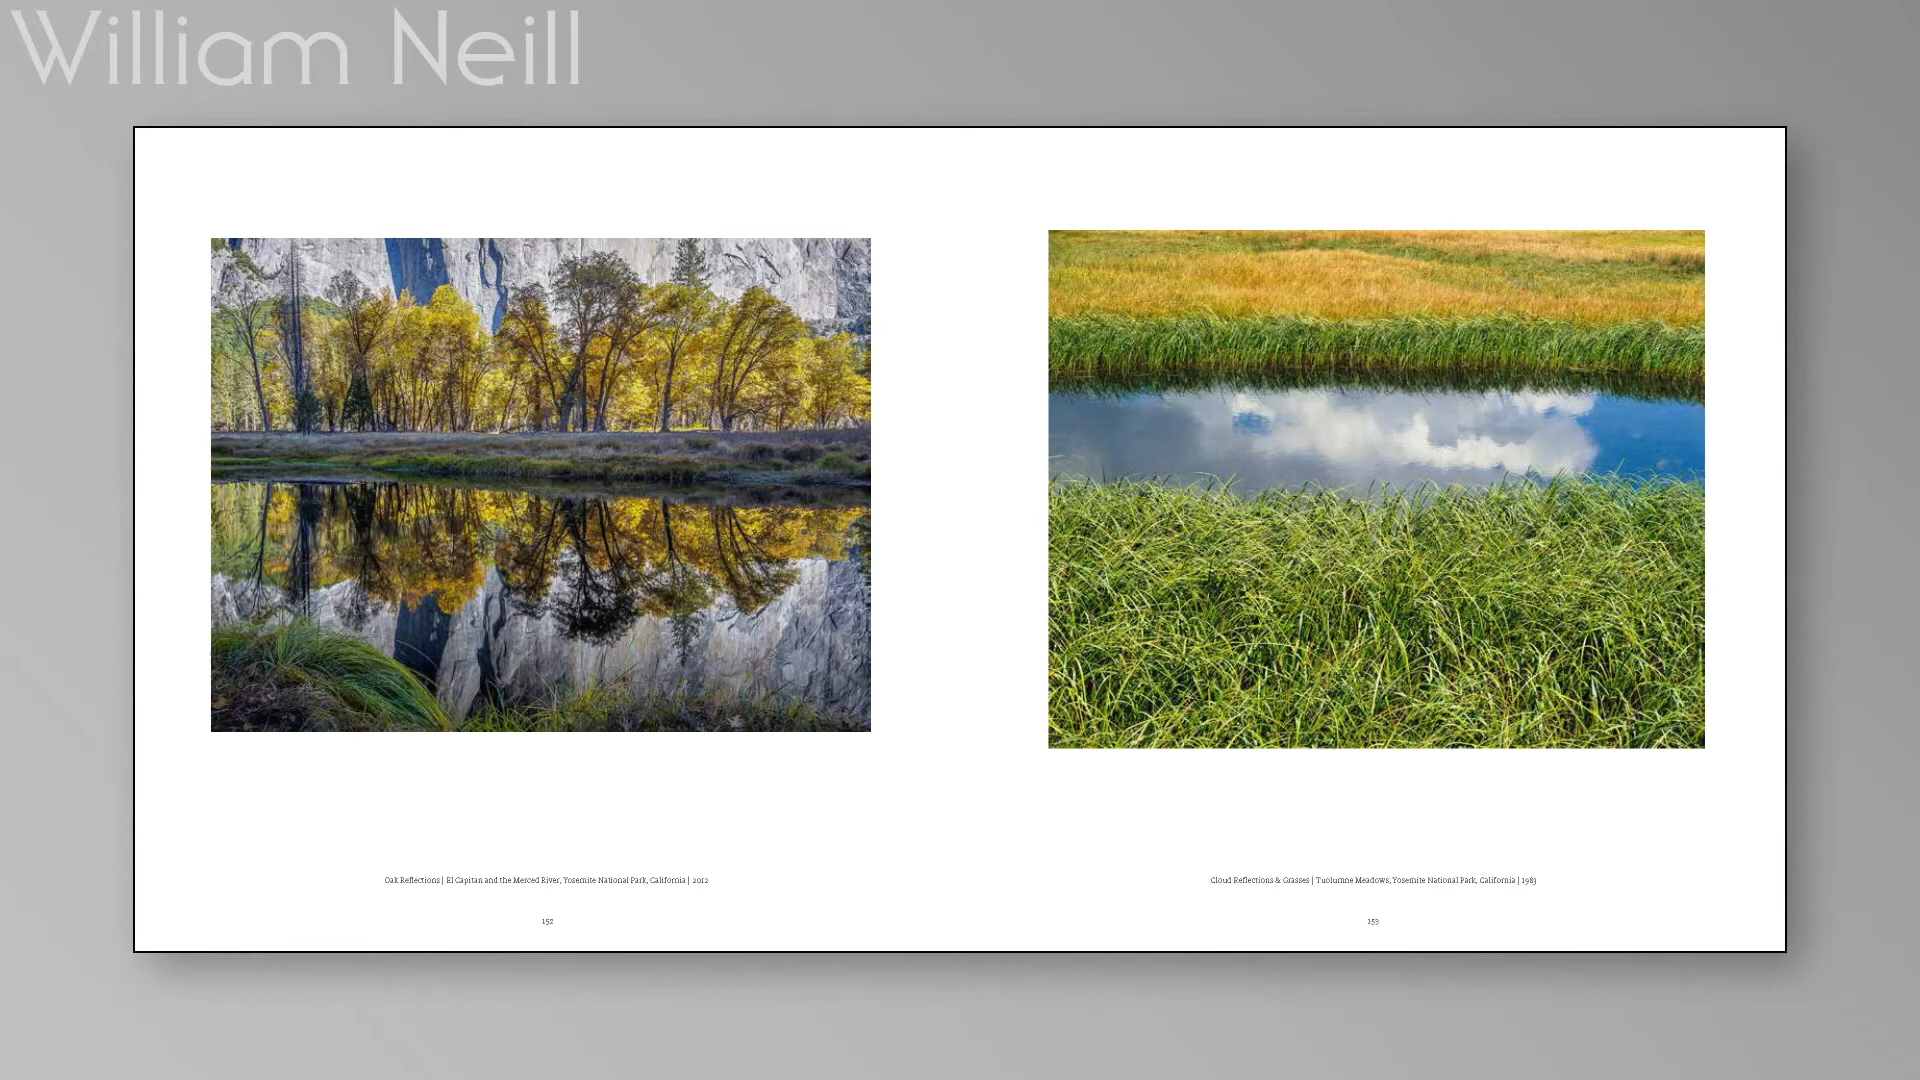 William Neill
Oak Reflections | El Capitan and the Merced River, Yosemite National Park, California | 2012
Cloud Reflections & Grasses | Tuolumne Meadows, Yosemite National Park, California | 1983
152
153